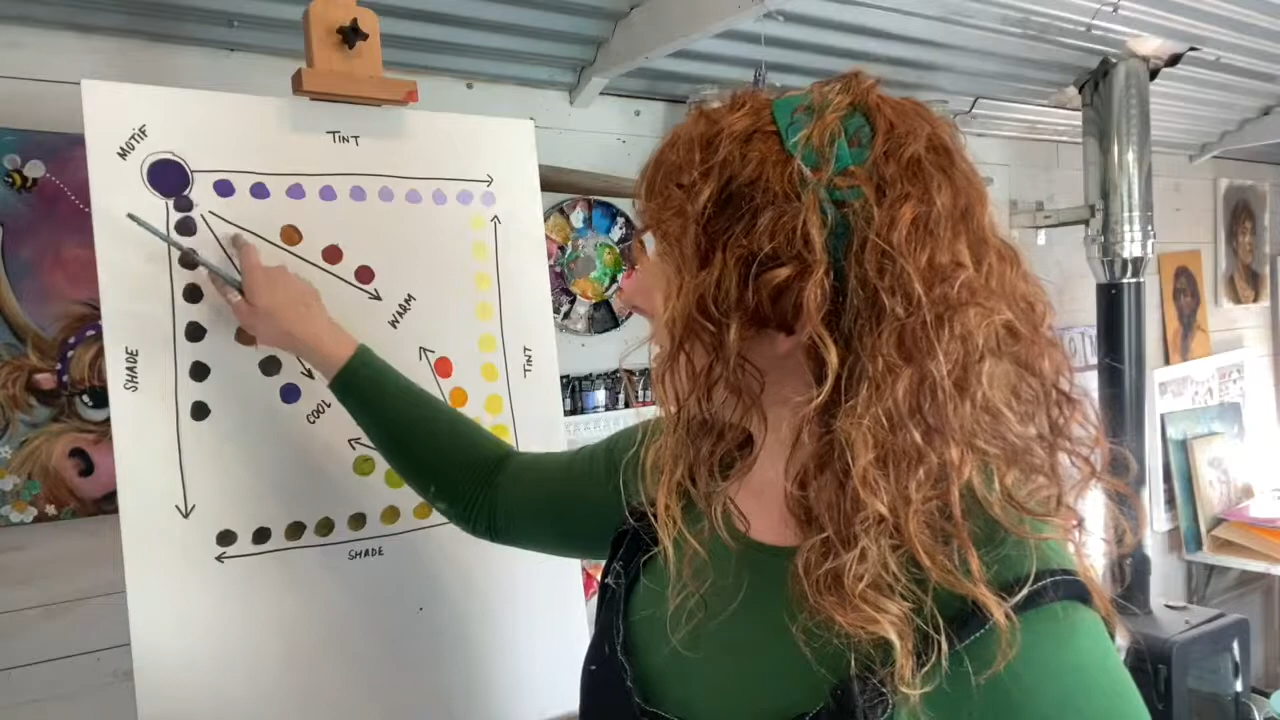 MOTIF
TINT
WARM
SHADE
TINT
COOL
SHADE